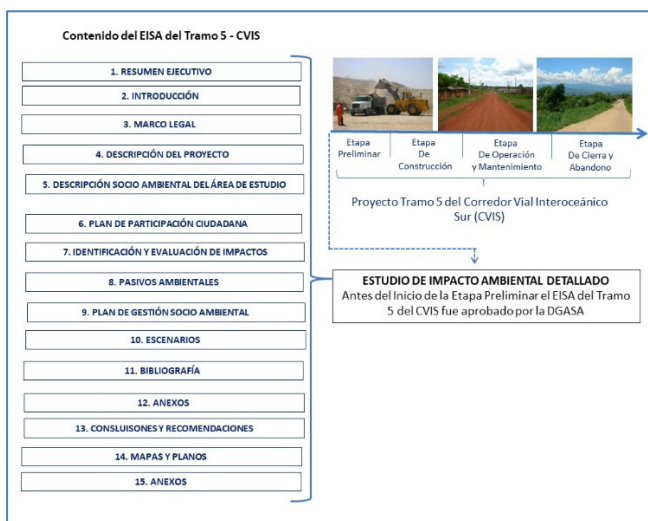 Contenido del EISA del Tramo 5 - CVIS
1. RESUMEN EJECUTIVO
2. INTRODUCCIÓN
3. MARCO LEGAL
4. DESCRIPCIÓN DEL PROYECTO
5. DESCRIPCIÓN SOCIO AMBIENTAL DEL ÁREA DE ESTUDIO
6. PLAN DE PARTICIPACIÓN CIUDADANA
7. IDENTIFICACIÓN Y EVALUACIÓN DE IMPACTOS
8. PASIVOS AMBIENTALES
9. PLAN DE GESTIÓN SOCIO AMBIENTAL
10. ESCENARIOS
11. BIBLIOGRAFÍA
12. ANEXOS
13. CONSLUISONES Y RECOMENDACIONES
14. MAPAS Y PLANOS
15. ANEXOS
Etapa
Preliminar
Etapa
De
Construcción
Etapa
De Operación
y Mantenimiento
Etapa
De Cierra y
Abandono
Proyecto Tramo 5 del Corredor Vial Interoceánico
Sur (CVIS)
ESTUDIO DE IMPACTO AMBIENTAL DETALLADO
Antes del Inicio de la Etapa Preliminar el EISA del Tramo
5 del CVIS fue aprobado por la DGASA